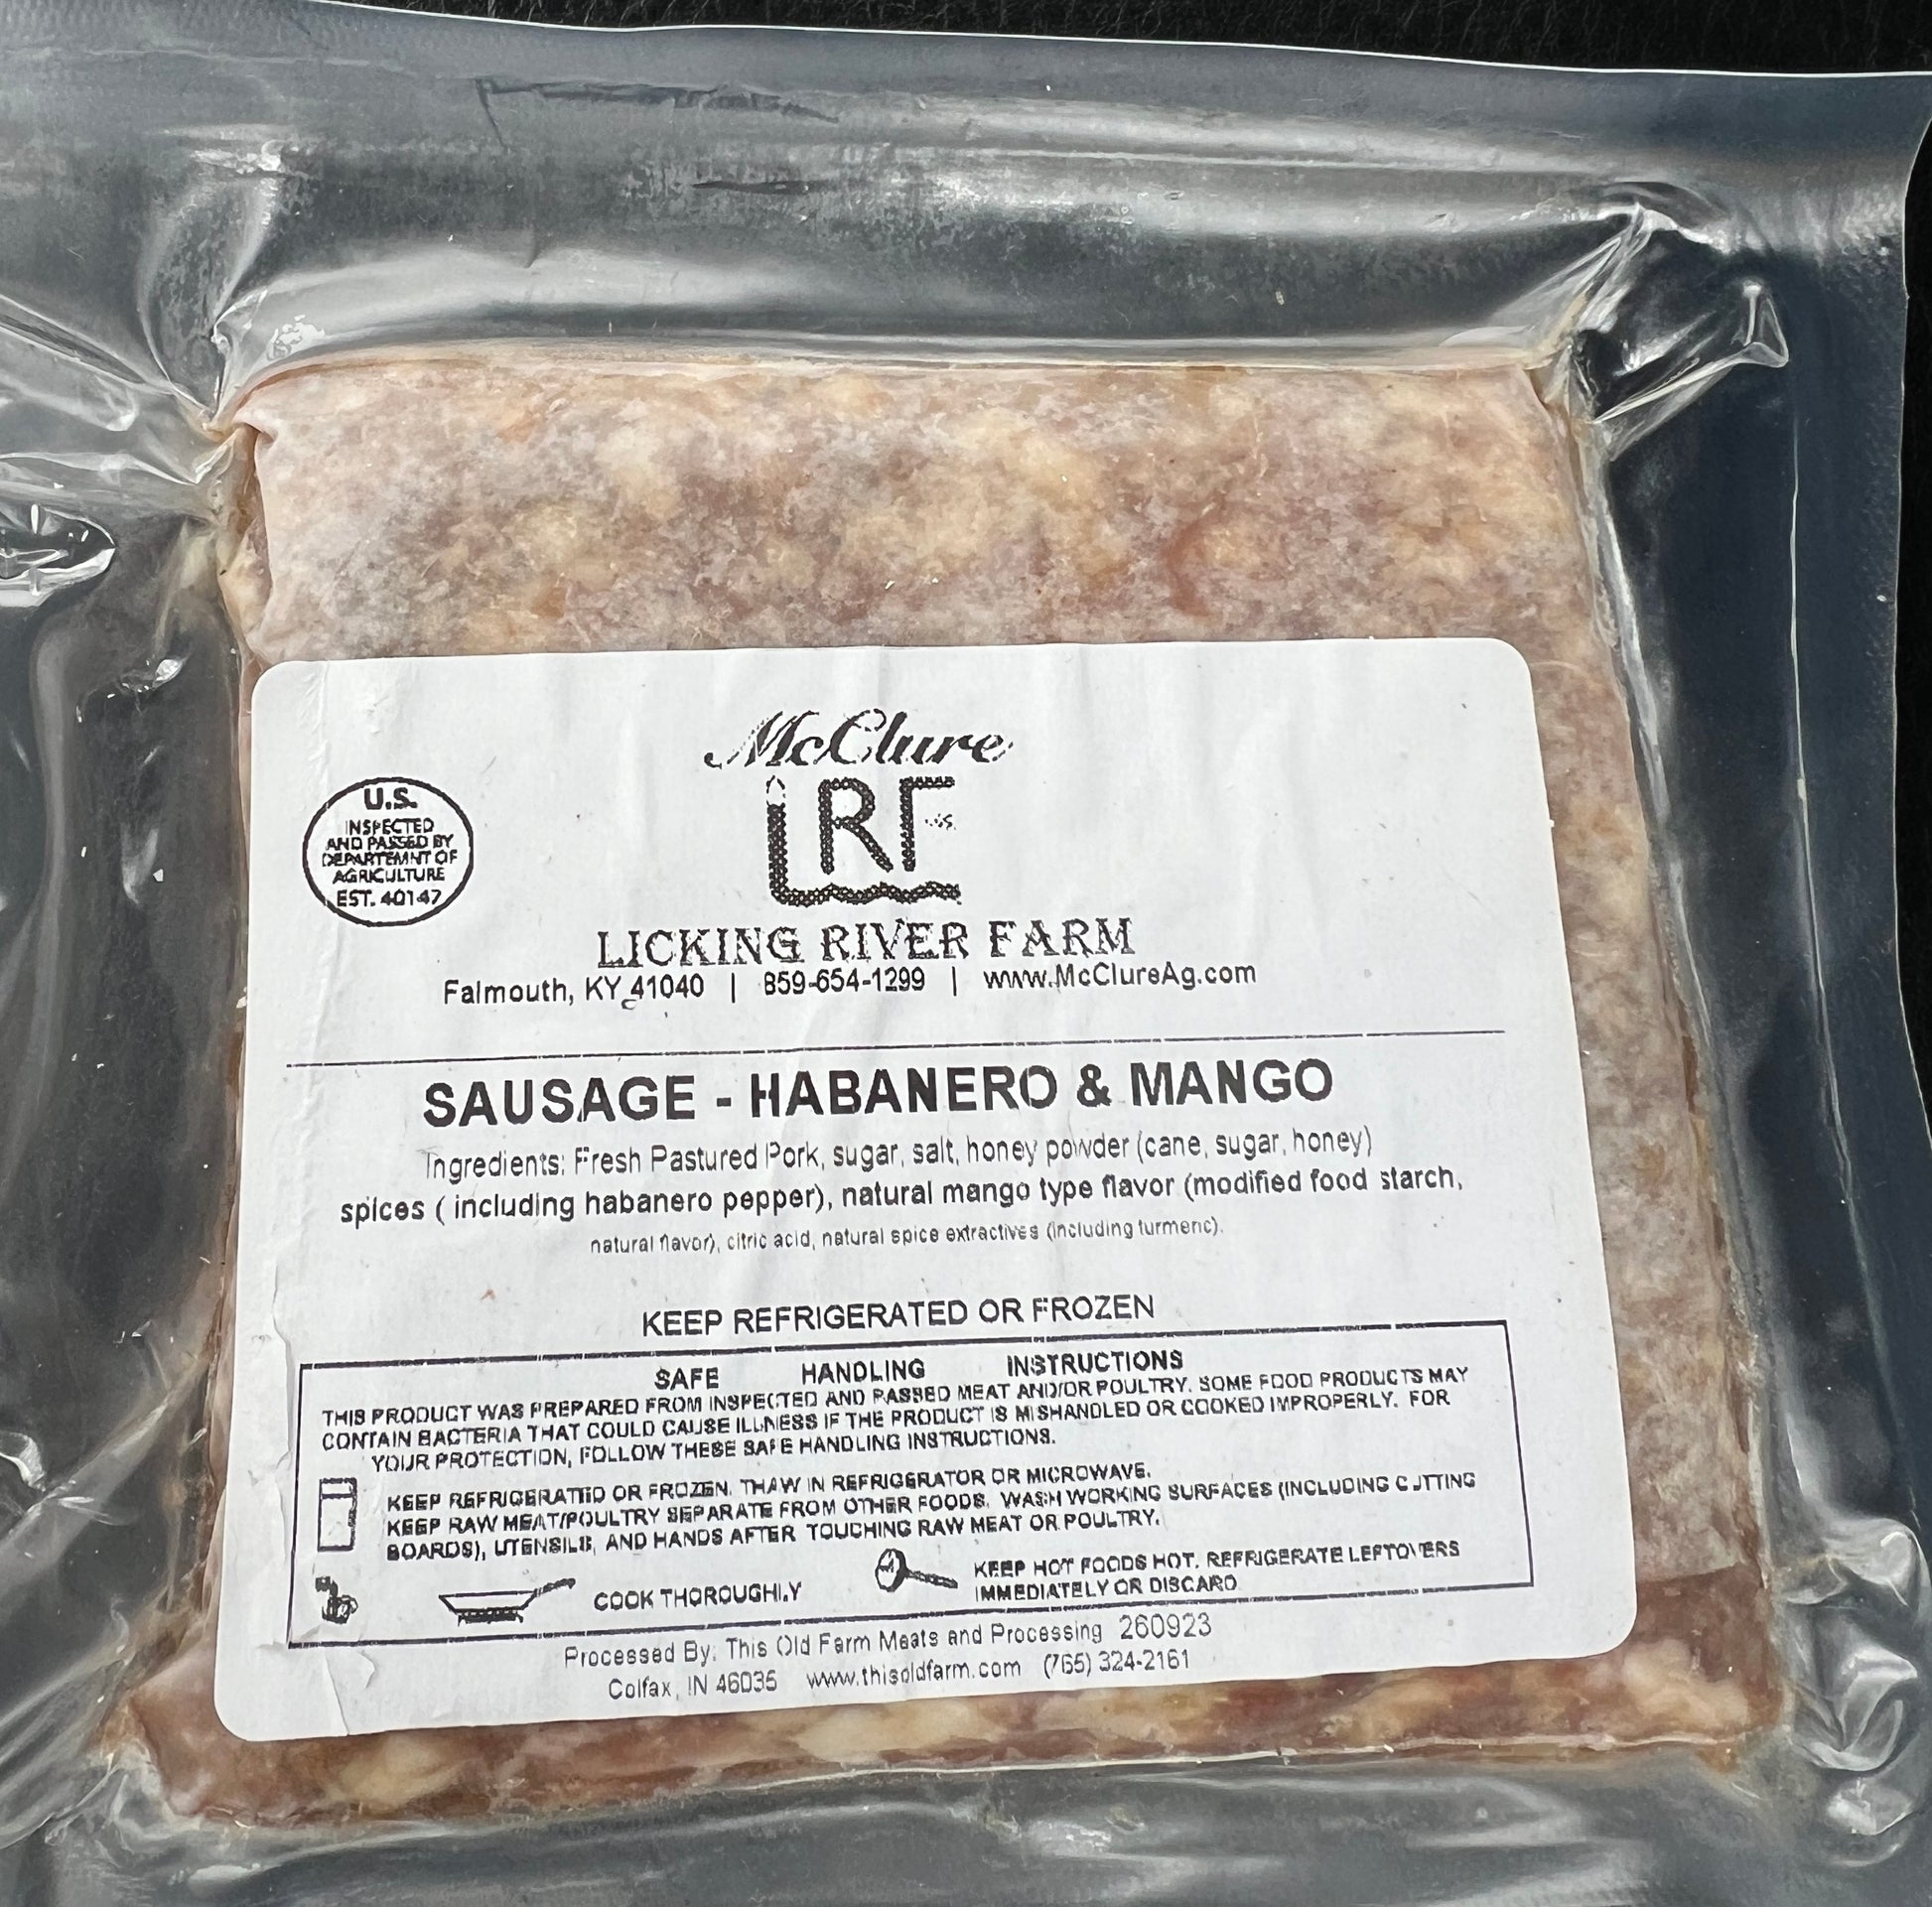 McClure
LRF
LICKING RIVER FARM
Falmouth, KY 41040 | 859-654-1299 | www.McClureAg.com
U.S.
INSPECTED
AND PASSED BY
DEPARTEMNT OF
AGRICULTURE
EST. 40147
SAUSAGE - HABANERO & MANGO
Ingredients: Fresh Pastured Pork, sugar, salt, honey powder (cane, sugar, honey)
spices ( including habanero pepper), natural mango type flavor (modified food starch,
natural flavor), citric acid, natural spice extractives (including turmeric).
KEEP REFRIGERATED OR FROZEN
SAFE HANDLING INSTRUCTIONS
THIS PRODUCT WAS PREPARED FROM INSPECTED AND PASSED MEAT AND/OR POULTRY. SOME FOOD PRODUCTS MAY
CONTAIN BACTERIA THAT COULD CAUSE ILLNESS IF THE PRODUCT IS MISHANDLED OR COOKED IMPROPERLY. FOR
YOUR PROTECTION, FOLLOW THESE SAFE HANDLING INSTRUCTIONS.
KEEP REFRIGERATED OR FROZEN. THAW IN REFRIGERATOR OR MICROWAVE.
KEEP RAW MEAT/POULTRY SEPARATE FROM OTHER FOODS. WASH WORKING SURFACES (INCLUDING CUTTING
BOARDS), UTENSILS, AND HANDS AFTER TOUCHING RAW MEAT OR POULTRY.
COOK THOROUGHLY
KEEP HOT FOODS HOT. REFRIGERATE LEFTOVERS
IMMEDIATELY OR DISCARD
Processed By: This Old Farm Meats and Processing 260923
Colfax, IN 46035 www.thisoldfarm.com (765) 324-2161